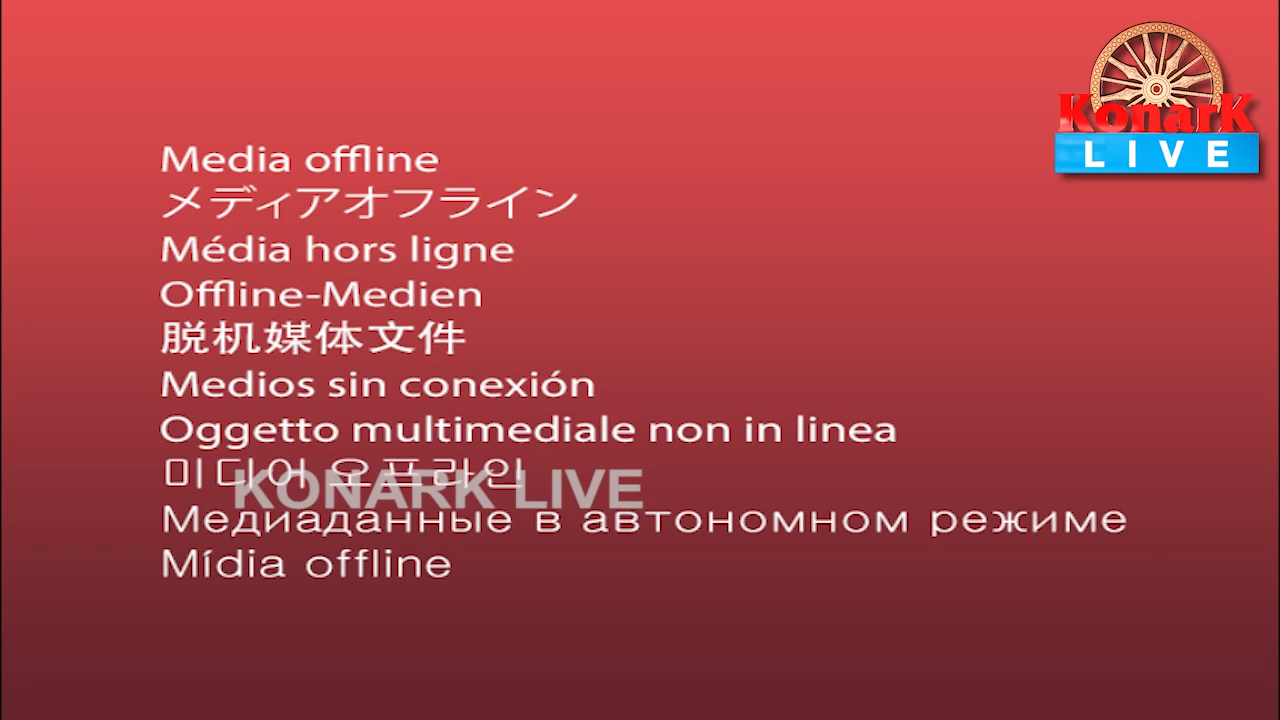 KonarK
LIVE
Media offline
メディアオフライン
Média hors ligne
Offline-Medien
脱机媒体文件
Medios sin conexión
Oggetto multimediale non in linea
미디어 오프라인
KONARK LIVE
Медиаданные в автономном режиме
Mídia offline